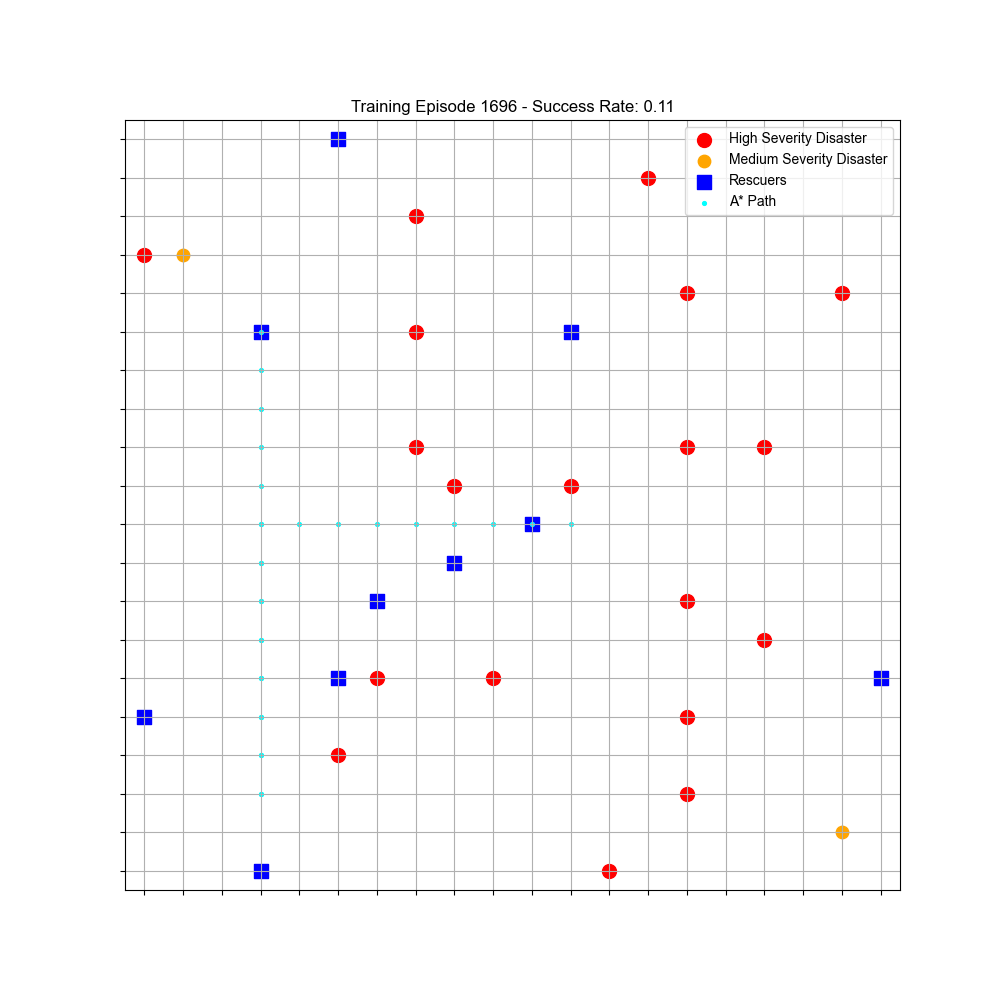 Training Episode 1696 - Success Rate: 0.11
High Severity Disaster
Medium Severity Disaster
Rescuers
A* Path